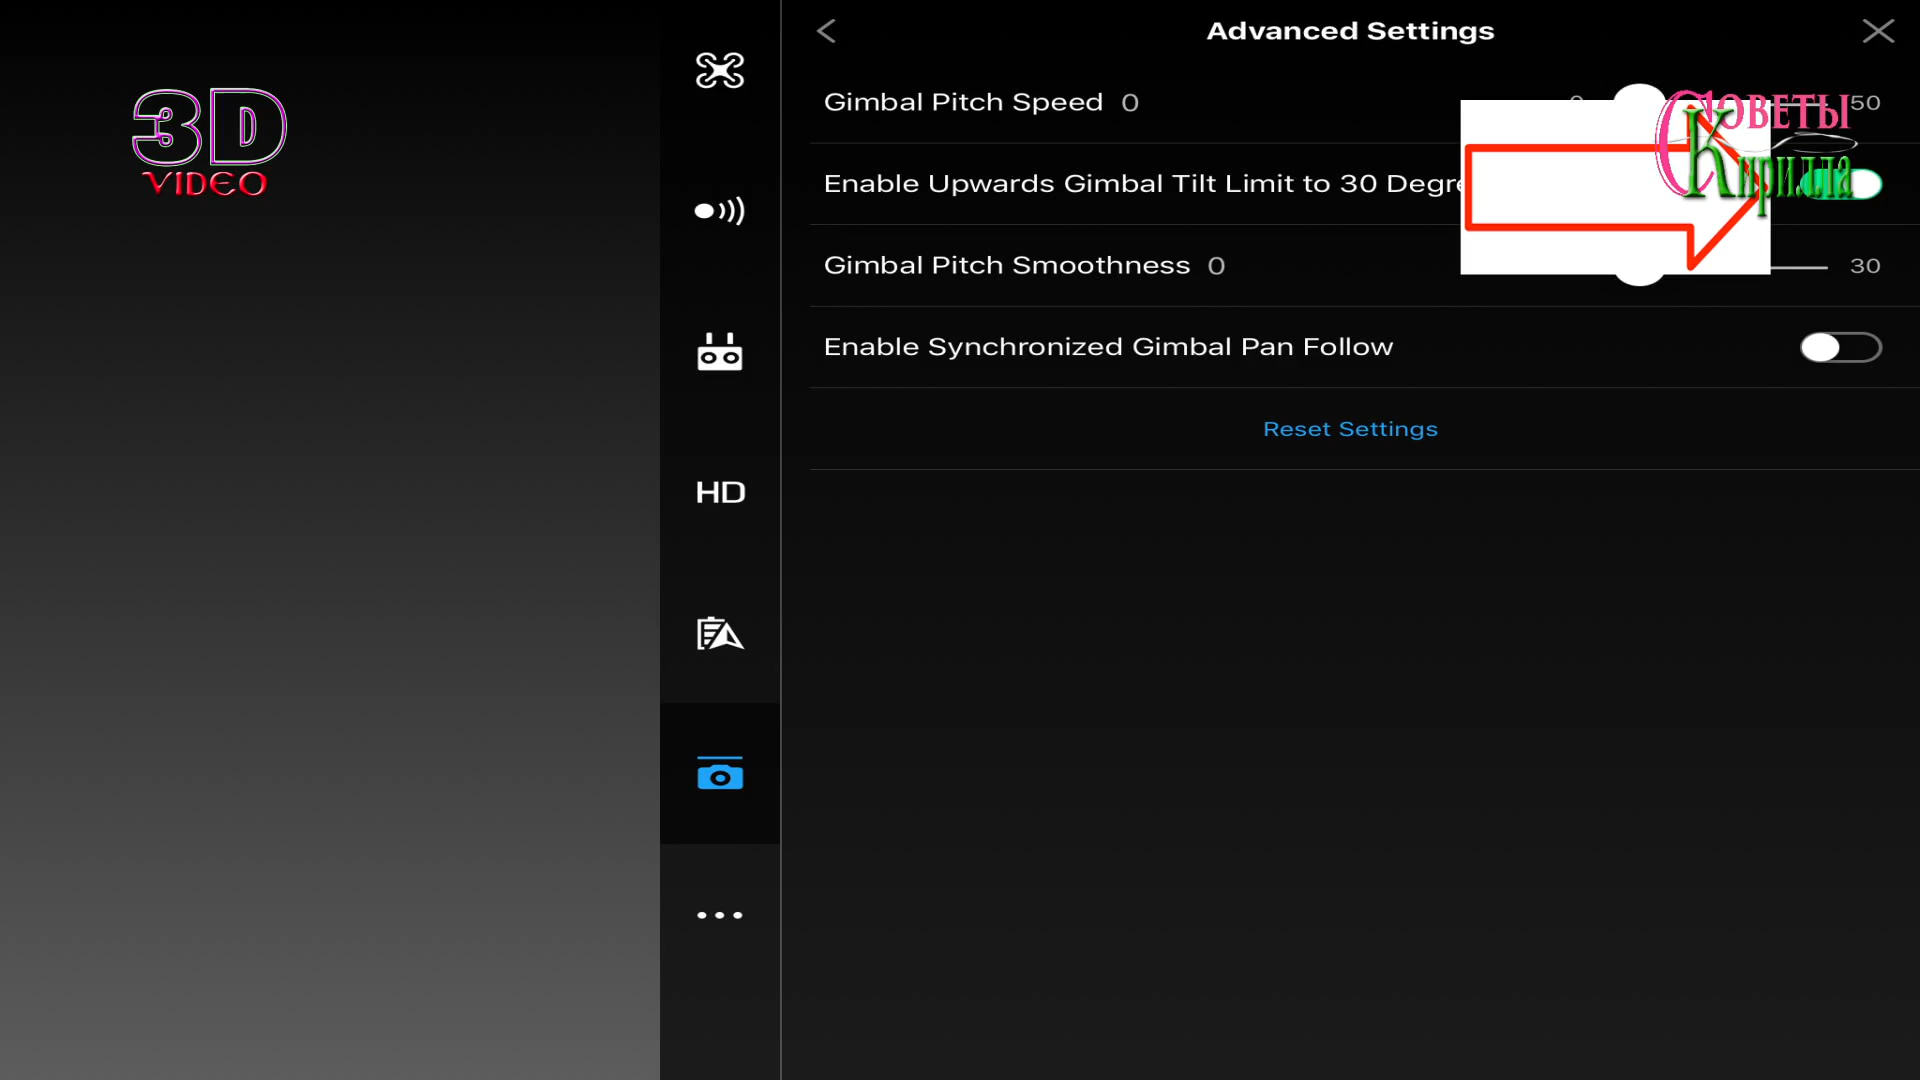 Advanced Settings
3D
VIDEO
Gimbal Pitch Speed 0
50
Советы
Кирилла
Enable Upwards Gimbal Tilt Limit to 30
Gimbal Pitch Smoothness 0
30
Enable Synchronized Gimbal Pan Follow
Reset Settings
HD